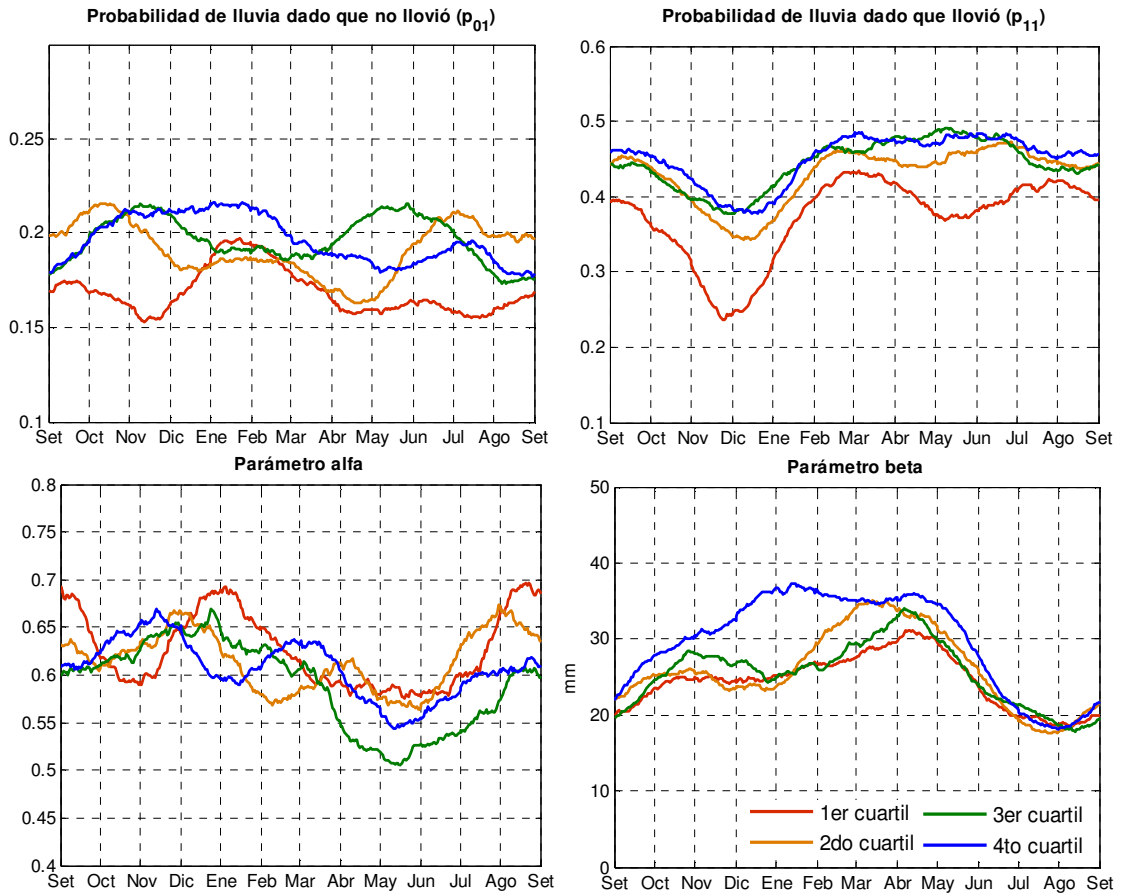 Probabilidad de lluvia dado que no llovió (p01)
0.25
0.2
0.15
0.1
Set Oct Nov Dic Ene Feb Mar Abr May Jun Jul Ago Set
Probabilidad de lluvia dado que llovió (p11)
0.6
0.5
0.4
0.3
0.2
0.1
Set Oct Nov Dic Ene Feb Mar Abr May Jun Jul Ago Set
Parámetro alfa
0.8
0.75
0.7
0.65
0.6
0.55
0.5
0.45
0.4
Set Oct Nov Dic Ene Feb Mar Abr May Jun Jul Ago Set
Parámetro beta
50
40
30
20
10
0
mm
Set Oct Nov Dic Ene Feb Mar Abr May Jun Jul Ago Set
1er cuartil
2do cuartil
3er cuartil
4to cuartil